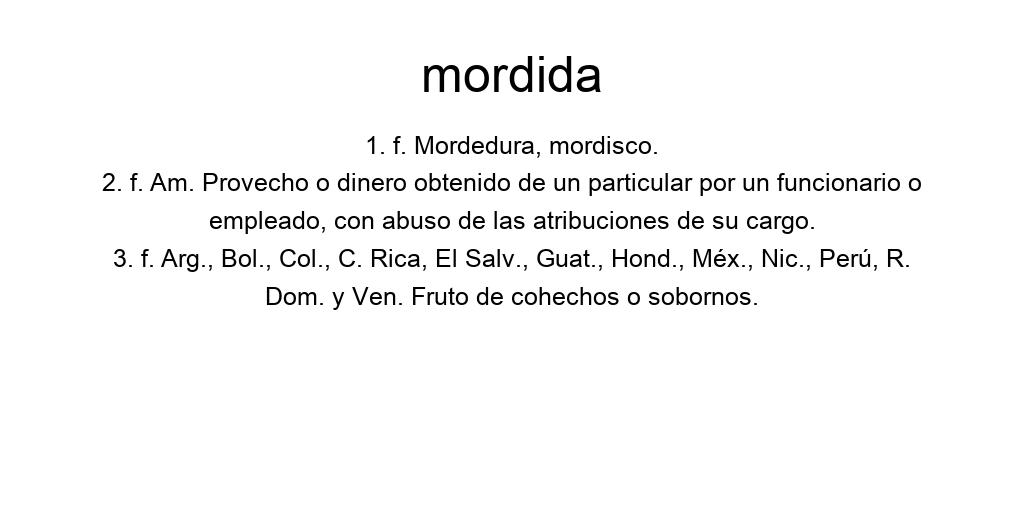 mordida
1. f. Mordedura, mordisco.
2. f. Am. Provecho o dinero obtenido de un particular por un funcionario o
empleado, con abuso de las atribuciones de su cargo.
3. f. Arg., Bol., Col., C. Rica, El Salv., Guat., Hond., Méx., Nic., Perú, R.
Dom. y Ven. Fruto de cohechos o sobornos.